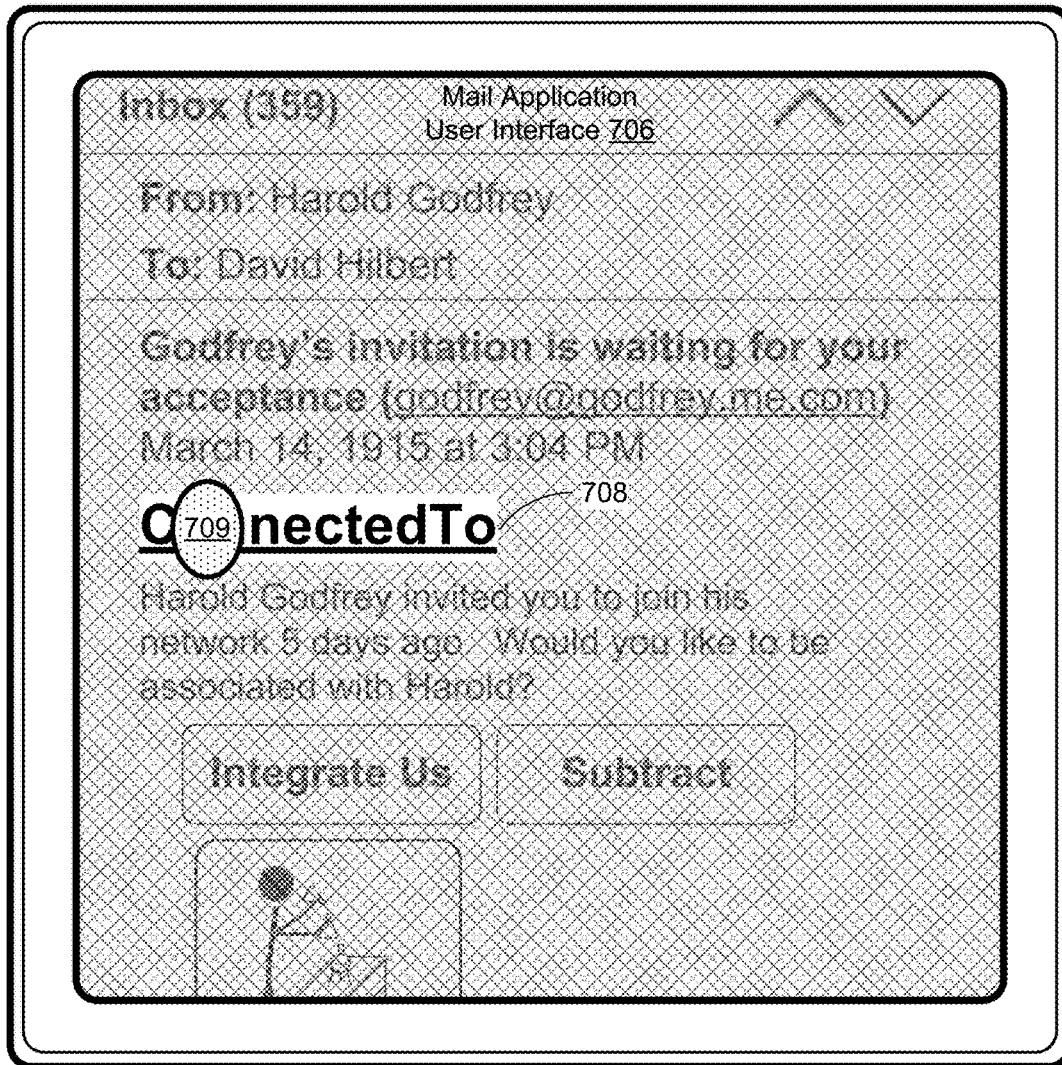 Inbox (359)
Mail Application
User Interface 706
From: Harold Godfrey
To: David Hilbert
Godfrey's invitation is waiting for your
acceptance (godfrey@godfrey.me.com)
March 14, 1915 at 3:04 PM
708
C 709 nectedTo
Harold Godfrey invited you to join his
network 5 days ago. Would you like to be
associated with Harold?
Integrate Us
Subtract